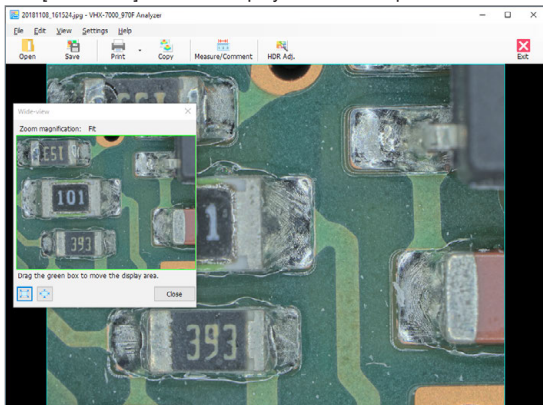 20181108_161524.jpg - VHX-7000_970F Analyzer
File Edit View Settings Help
Open Save Print Copy Measure/Comment HDR Adj. Exit
Wide-view
Zoom magnification: Fit
153
101
393
Drag the green box to move the display area.
Close
1
393